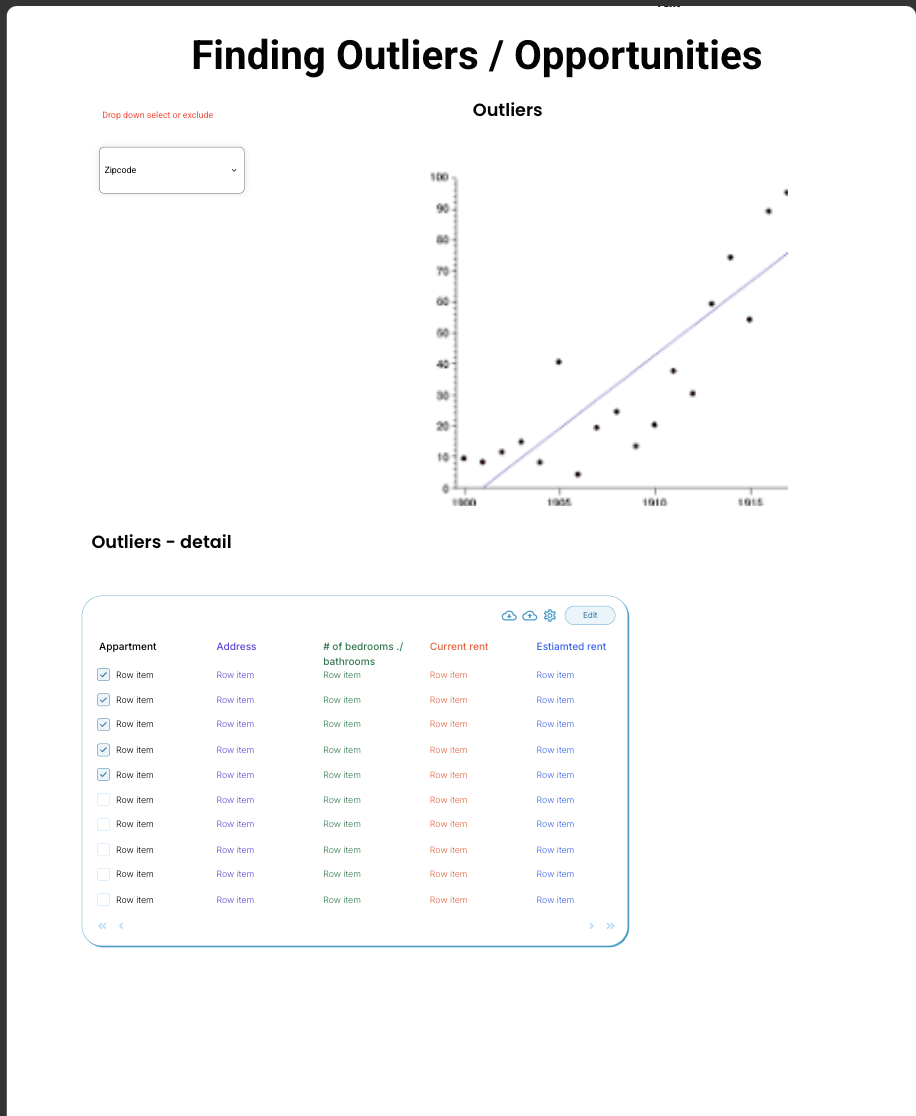 Finding Outliers / Opportunities
Drop down select or exclude
Outliers
Zipcode
100
90
80
70
60
50
40
30
20
10
0
1900 1905 1910 1915
Outliers - detail
Edit
Appartment Address # of bedrooms ./ Current rent Estiamted rent
bathrooms
Row item Row item Row item Row item Row item
Row item Row item Row item Row item Row item
Row item Row item Row item Row item Row item
Row item Row item Row item Row item Row item
Row item Row item Row item Row item Row item
Row item Row item Row item Row item Row item
Row item Row item Row item Row item Row item
Row item Row item Row item Row item Row item
Row item Row item Row item Row item Row item
Row item Row item Row item Row item Row item